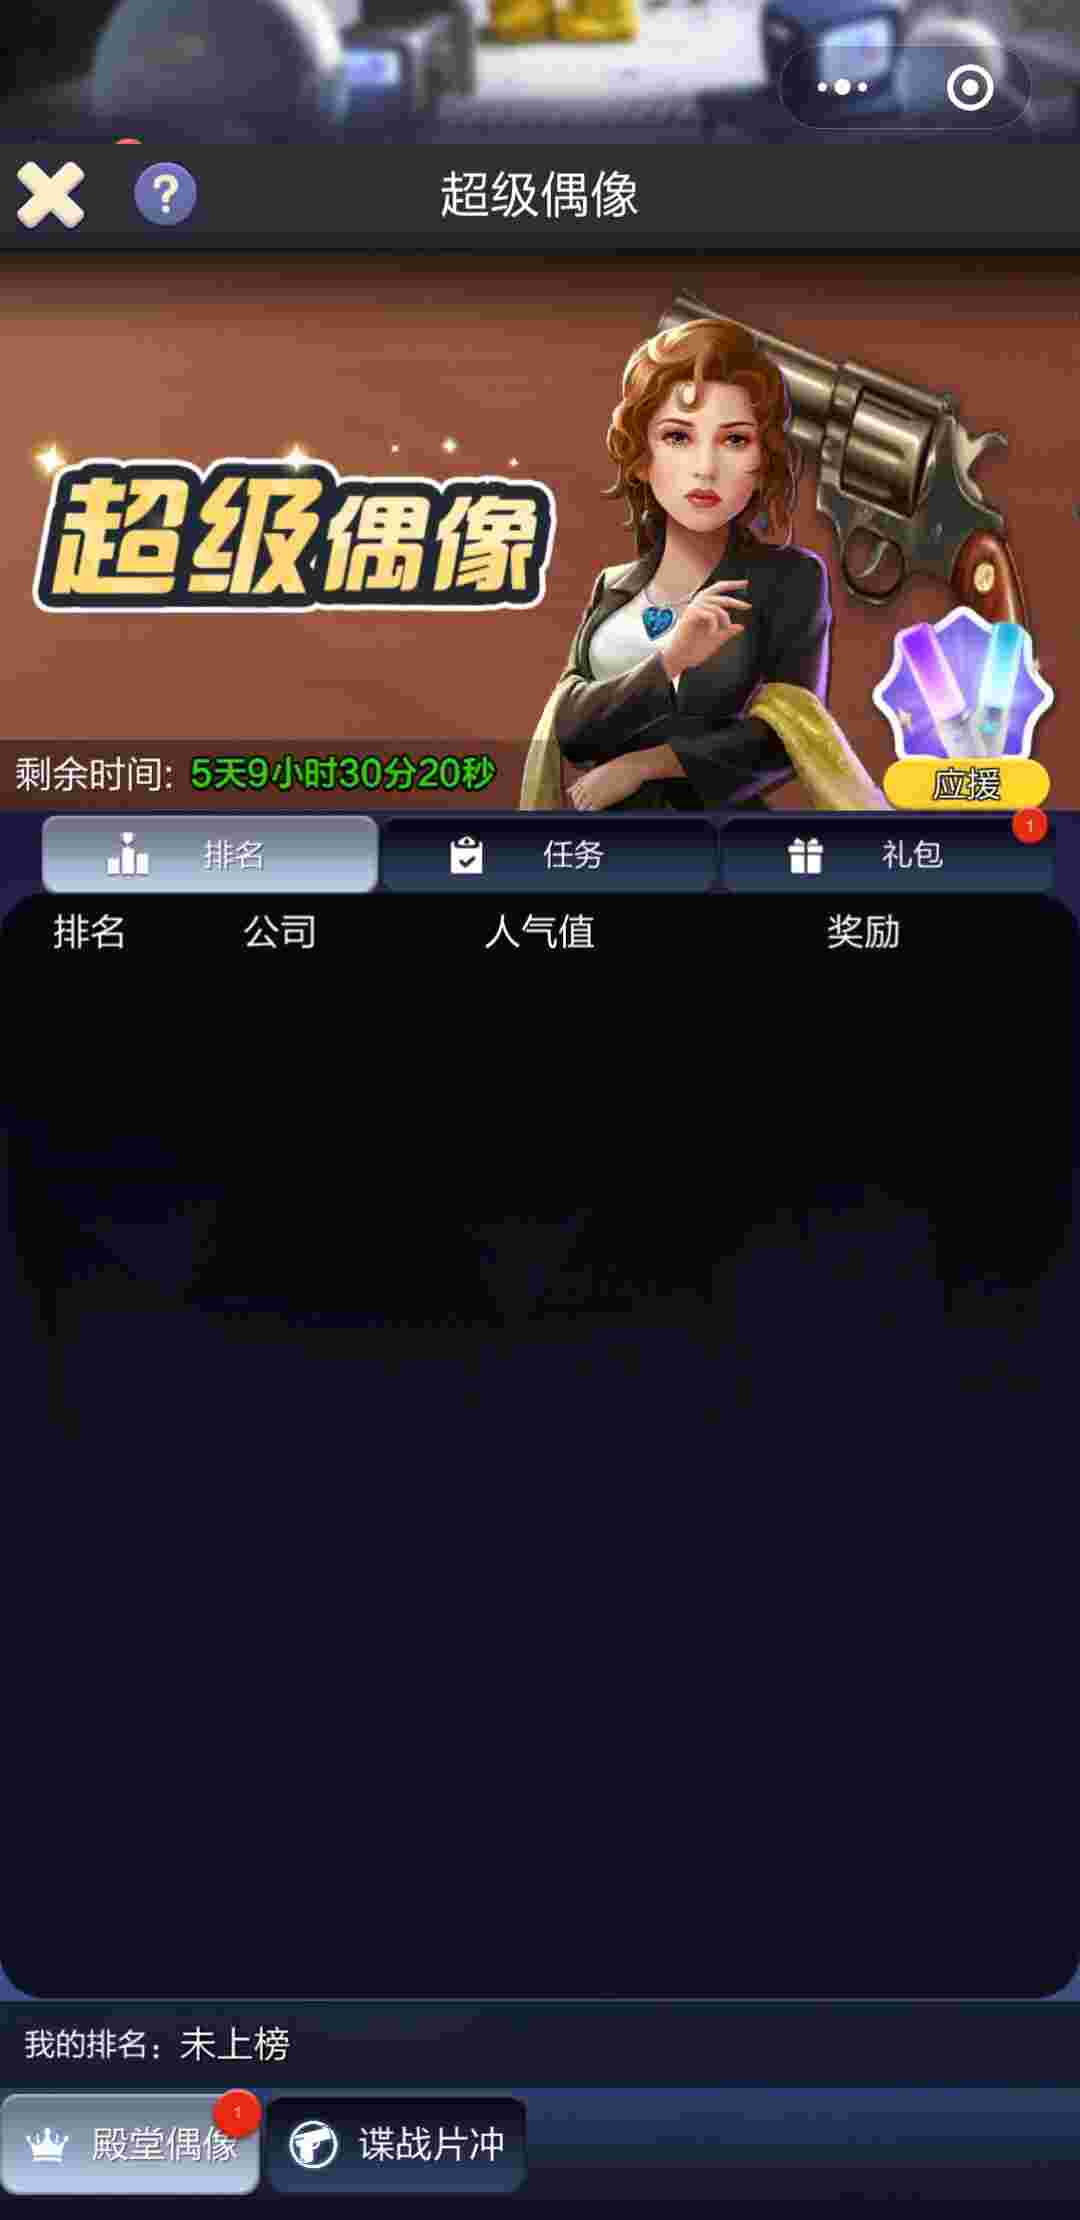 ?
超级偶像
超级偶像
剩余时间: 5天9小时30分20秒
应援
排名
任务
礼包
1
排名 公司 人气值 奖励
我的排名: 未上榜
殿堂偶像
1
谍战片冲